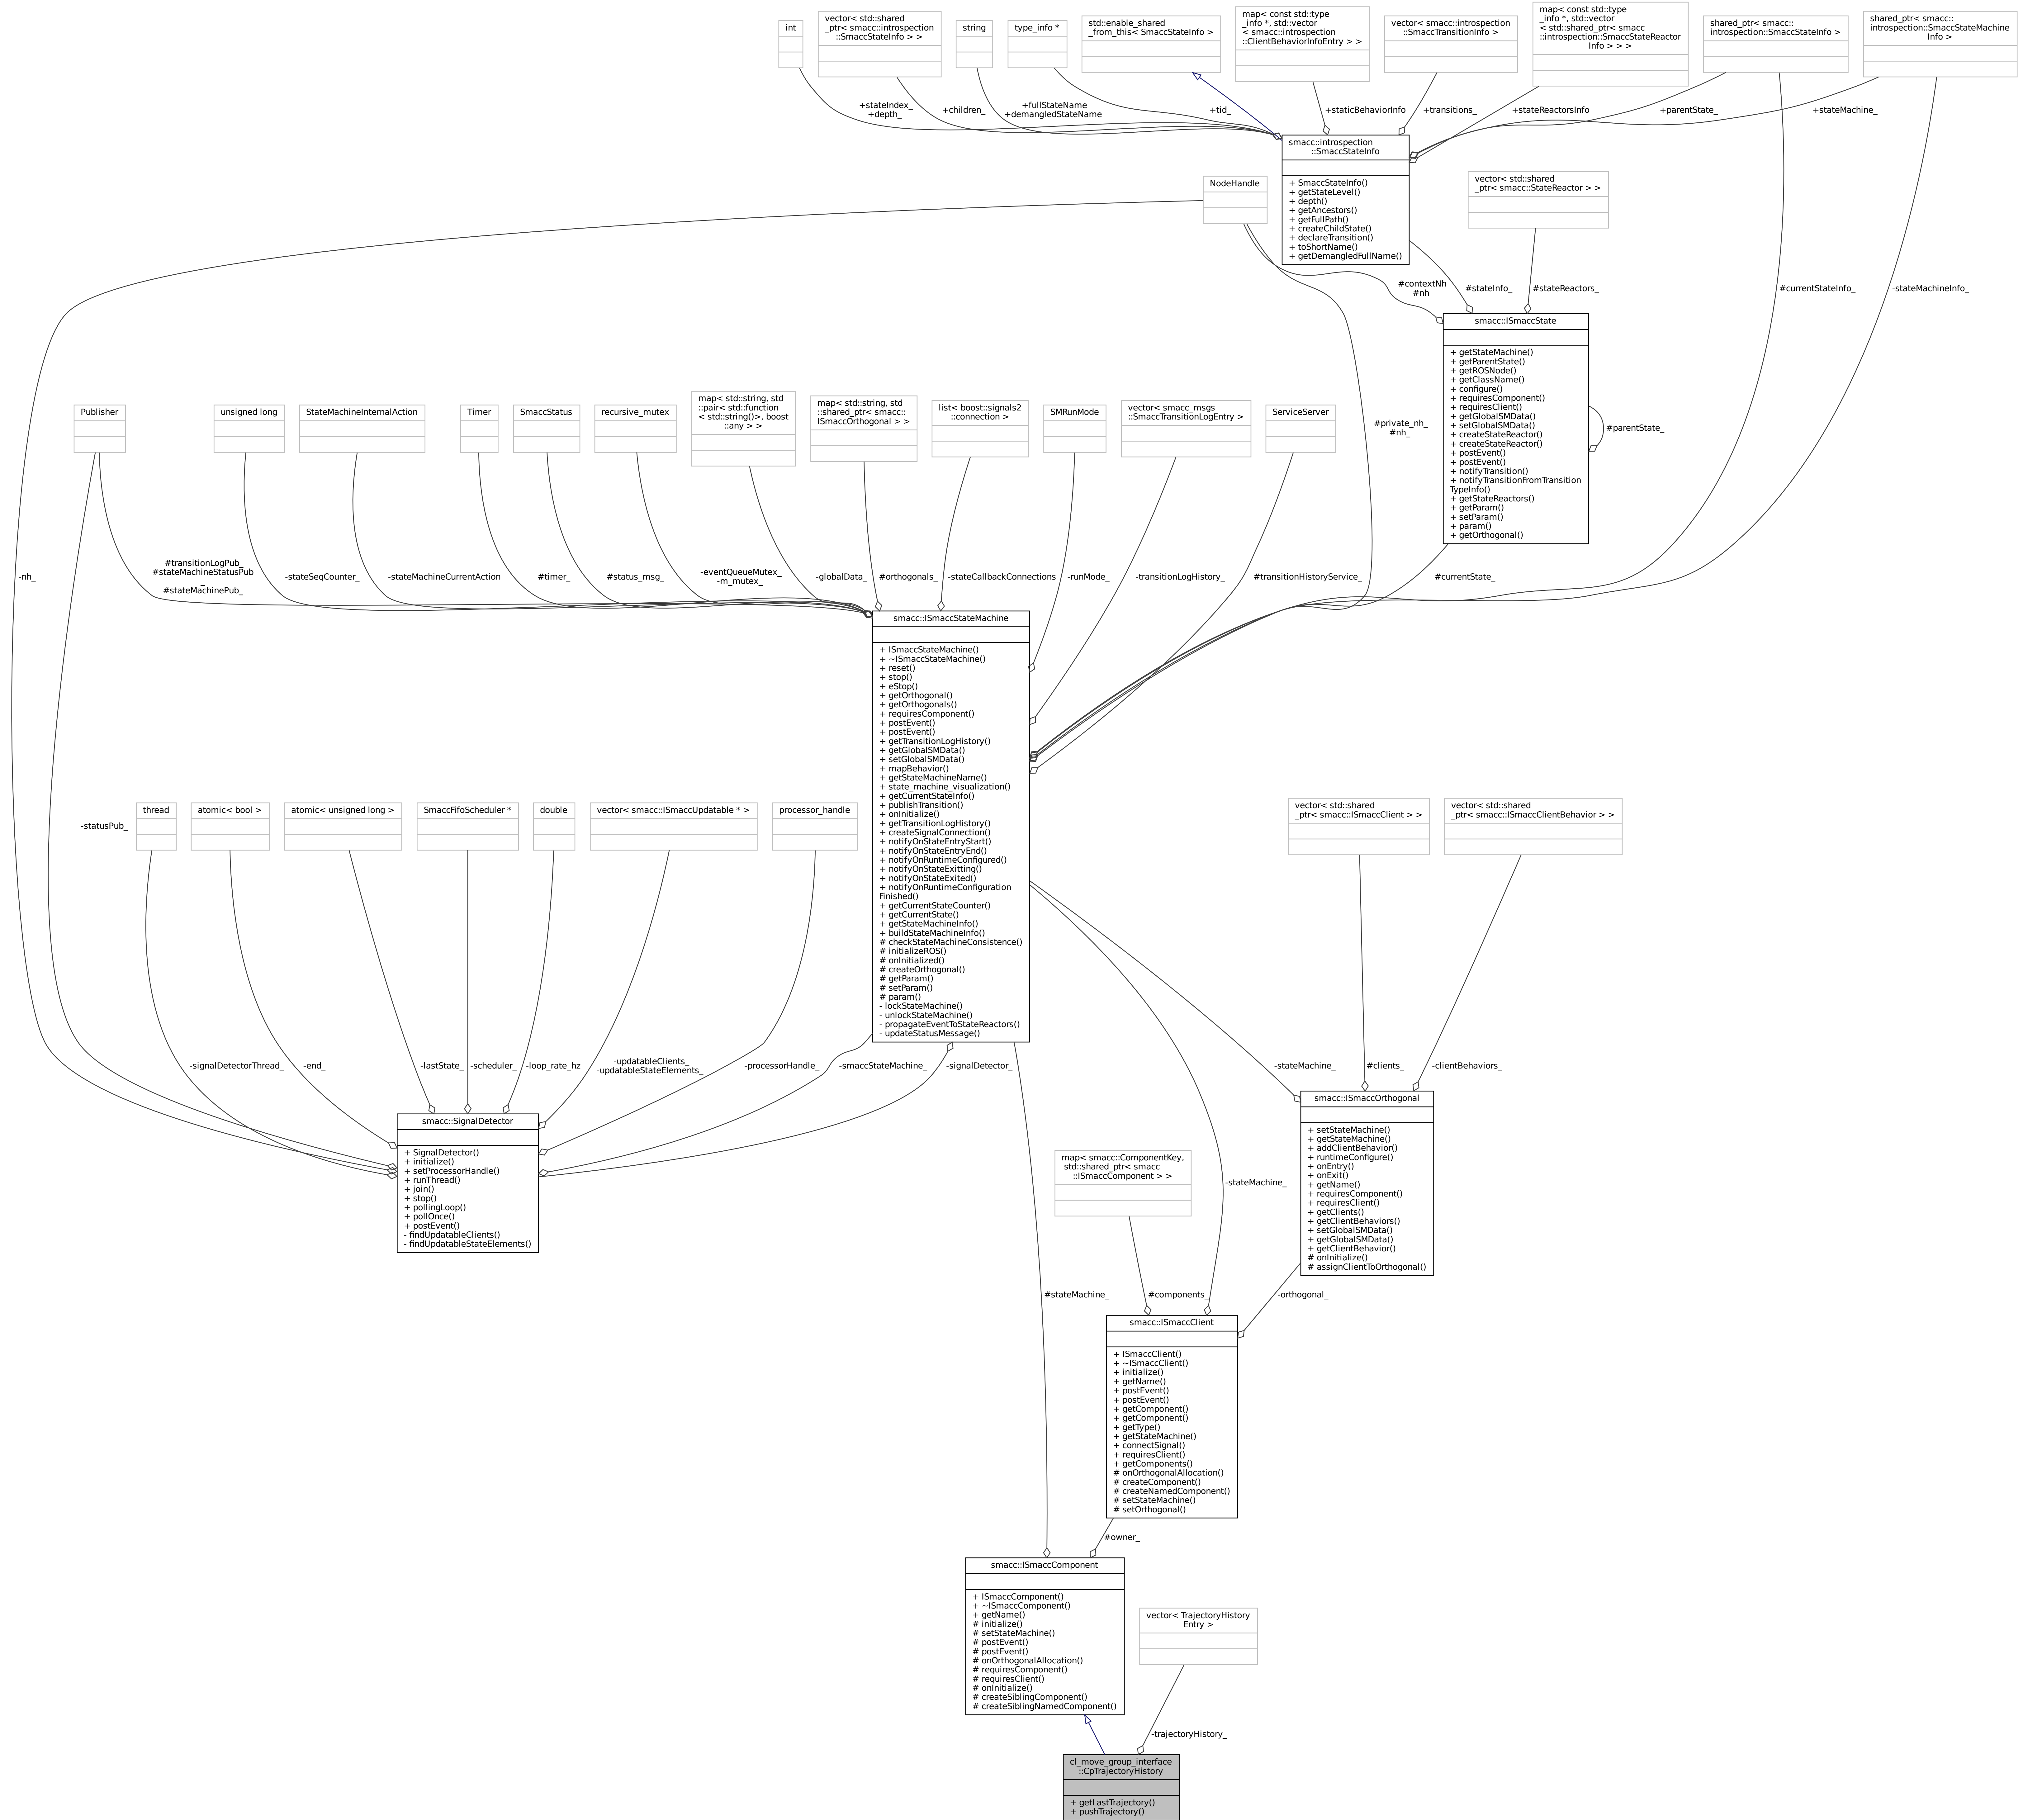 int
vector< std::shared
_ptr< smacc::introspection
::SmaccStateInfo > >
string
type_info *
std::enable_shared
_from_this< SmaccStateInfo >
map< const std::type
_info *, std::vector
< smacc::introspection
::ClientBehaviorInfoEntry > >
vector< smacc::introspection
::SmaccTransitionInfo >
map< const std::type
_info *, std::vector
< std::shared_ptr< smacc
::introspection::SmaccStateReactor
Info > > >
shared_ptr< smacc::
introspection::SmaccStateInfo >
shared_ptr< smacc::
introspection::SmaccStateMachine
Info >
+stateIndex_
+depth_
+children_
+fullStateName
+demangledStateName
+tid_
+staticBehaviorInfo
+transitions_
+stateReactorsInfo
+parentState_
+stateMachine_
smacc::introspection
::SmaccStateInfo
+ SmaccStateInfo()
+ getStateLevel()
+ depth()
+ getAncestors()
+ getFullPath()
+ createChildState()
+ declareTransition()
+ toShortName()
+ getDemangledFullName()
NodeHandle
vector< std::shared
_ptr< smacc::StateReactor > >
#contextNh
#nh
#stateInfo_
#stateReactors_
#currentStateInfo_
-stateMachineInfo_
smacc::ISmaccState
+ getStateMachine()
+ getParentState()
+ getROSNode()
+ getClassName()
+ configure()
+ requiresComponent()
+ requiresClient()
+ getGlobalSMData()
+ setGlobalSMData()
+ createStateReactor()
+ createStateReactor()
+ postEvent()
+ postEvent()
+ notifyTransition()
+ notifyTransitionFromTransition
TypeInfo()
+ getStateReactors()
+ getParam()
+ setParam()
+ param()
+ getOrthogonal()
#parentState_
Publisher
unsigned long
StateMachineInternalAction
Timer
SmaccStatus
recursive_mutex
map< std::string, std
::pair< std::function
< std::string()>, boost
::any > >
map< std::string, std
::shared_ptr< smacc::
ISmaccOrthogonal > >
list< boost::signals2
::connection >
SMRunMode
vector< smacc_msgs
::SmaccTransitionLogEntry >
ServiceServer
#private_nh_
#nh_
-nh_
#transitionLogPub_
#stateMachineStatusPub
_
#stateMachinePub_
-stateSeqCounter_
-stateMachineCurrentAction
#timer_
#status_msg_
-eventQueueMutex_
-m_mutex_
-globalData_
#orthogonals_
-stateCallbackConnections
-runMode_
-transitionLogHistory_
#transitionHistoryService_
#currentState_
smacc::ISmaccStateMachine
+ ISmaccStateMachine()
+ ~ISmaccStateMachine()
+ reset()
+ stop()
+ eStop()
+ getOrthogonal()
+ getOrthogonals()
+ requiresComponent()
+ postEvent()
+ postEvent()
+ getTransitionLogHistory()
+ getGlobalSMData()
+ setGlobalSMData()
+ mapBehavior()
+ getStateMachineName()
+ state_machine_visualization()
+ getCurrentStateInfo()
+ publishTransition()
+ onInitialize()
+ getTransitionLogHistory()
+ createSignalConnection()
+ notifyOnStateEntryStart()
+ notifyOnStateEntryEnd()
+ notifyOnRuntimeConfigured()
+ notifyOnStateExitting()
+ notifyOnStateExited()
+ notifyOnRuntimeConfiguration
Finished()
+ getCurrentStateCounter()
+ getCurrentState()
+ getStateMachineInfo()
+ buildStateMachineInfo()
# checkStateMachineConsistence()
# initializeROS()
# onInitialized()
# createOrthogonal()
# getParam()
# setParam()
# param()
- lockStateMachine()
- unlockStateMachine()
- propagateEventToStateReactors()
- updateStatusMessage()
-statusPub_
thread
atomic< bool >
atomic< unsigned long >
SmaccFifoScheduler *
double
vector< smacc::ISmaccUpdatable * >
processor_handle
vector< std::shared
_ptr< smacc::ISmaccClient > >
vector< std::shared
_ptr< smacc::ISmaccClientBehavior > >
-signalDetectorThread_
-end_
-lastState_
-scheduler_
-loop_rate_hz
-updatableClients_
-updatableStateElements_
-processorHandle_
-smaccStateMachine_
-signalDetector_
-stateMachine_
#clients_
-clientBehaviors_
smacc::SignalDetector
+ SignalDetector()
+ initialize()
+ setProcessorHandle()
+ runThread()
+ join()
+ stop()
+ pollingLoop()
+ pollOnce()
+ postEvent()
- findUpdatableClients()
- findUpdatableStateElements()
smacc::ISmaccOrthogonal
+ setStateMachine()
+ getStateMachine()
+ addClientBehavior()
+ runtimeConfigure()
+ onEntry()
+ onExit()
+ getName()
+ requiresComponent()
+ requiresClient()
+ getClients()
+ getClientBehaviors()
+ setGlobalSMData()
+ getGlobalSMData()
+ getClientBehavior()
# onInitialize()
# assignClientToOrthogonal()
map< smacc::ComponentKey,
std::shared_ptr< smacc
::ISmaccComponent > >
-stateMachine_
#stateMachine_
#components_
-orthogonal_
smacc::ISmaccClient
+ ISmaccClient()
+ ~ISmaccClient()
+ initialize()
+ getName()
+ postEvent()
+ postEvent()
+ getComponent()
+ getComponent()
+ getType()
+ getStateMachine()
+ connectSignal()
+ requiresClient()
+ getComponents()
# onOrthogonalAllocation()
# createComponent()
# createNamedComponent()
# setStateMachine()
# setOrthogonal()
#owner_
smacc::ISmaccComponent
+ ISmaccComponent()
+ ~ISmaccComponent()
+ getName()
# initialize()
# setStateMachine()
# postEvent()
# postEvent()
# onOrthogonalAllocation()
# requiresComponent()
# requiresClient()
# onInitialize()
# createSiblingComponent()
# createSiblingNamedComponent()
vector< TrajectoryHistory
Entry >
-trajectoryHistory_
cl_move_group_interface
::CpTrajectoryHistory
+ getLastTrajectory()
+ pushTrajectory()